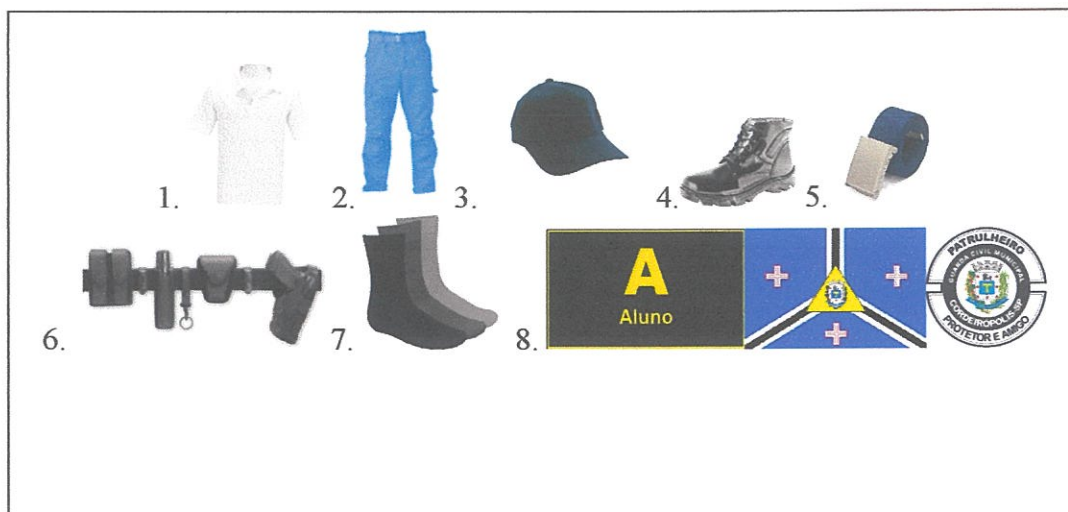 1.
2.
3.
4.
5.
6.
7.
8.
A
Aluno
PATRULHEIRO
GUARDA CIVIL MUNICIPAL
CORDEIRÓPOLIS-SP
PROTETOR E AMIGO